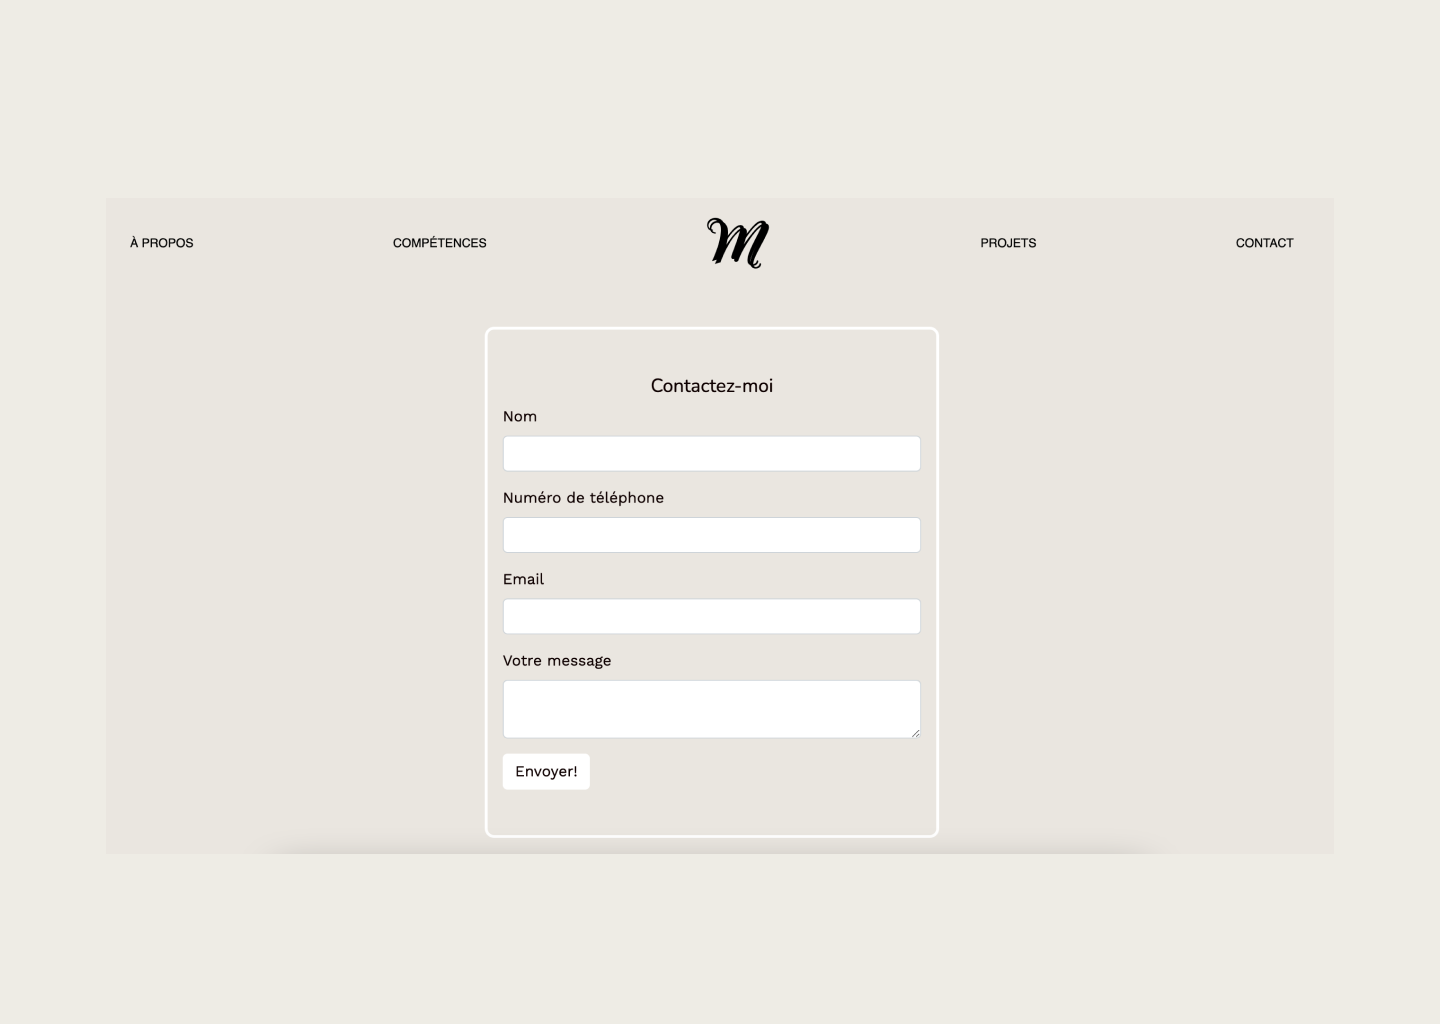 À PROPOS
COMPÉTENCES
M
PROJETS
CONTACT
Contactez-moi
Nom
Numéro de téléphone
Email
Votre message
Envoyer!